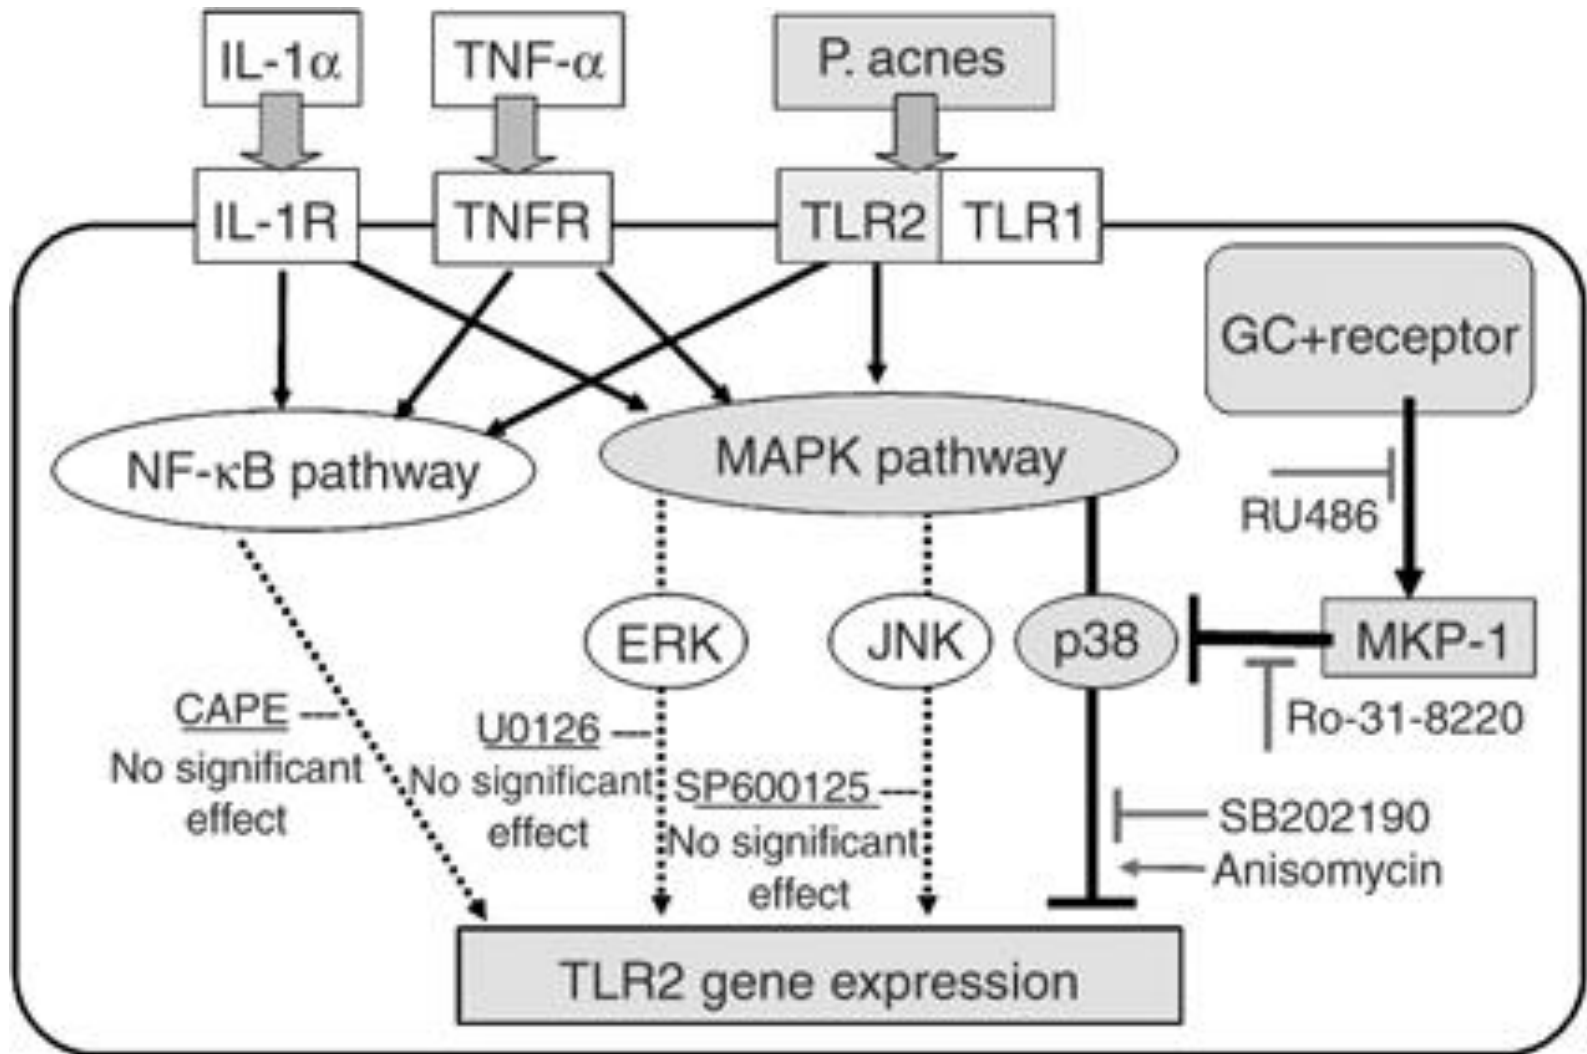 IL-1α
TNF-α
P. acnes
IL-1R
TNFR
TLR2
TLR1
GC+receptor
NF-κB pathway
MAPK pathway
RU486
ERK
JNK
p38
MKP-1
CAPE
No significant
effect
U0126
No significant
effect
SP600125
No significant
effect
Ro-31-8220
SB202190
Anisomycin
TLR2 gene expression